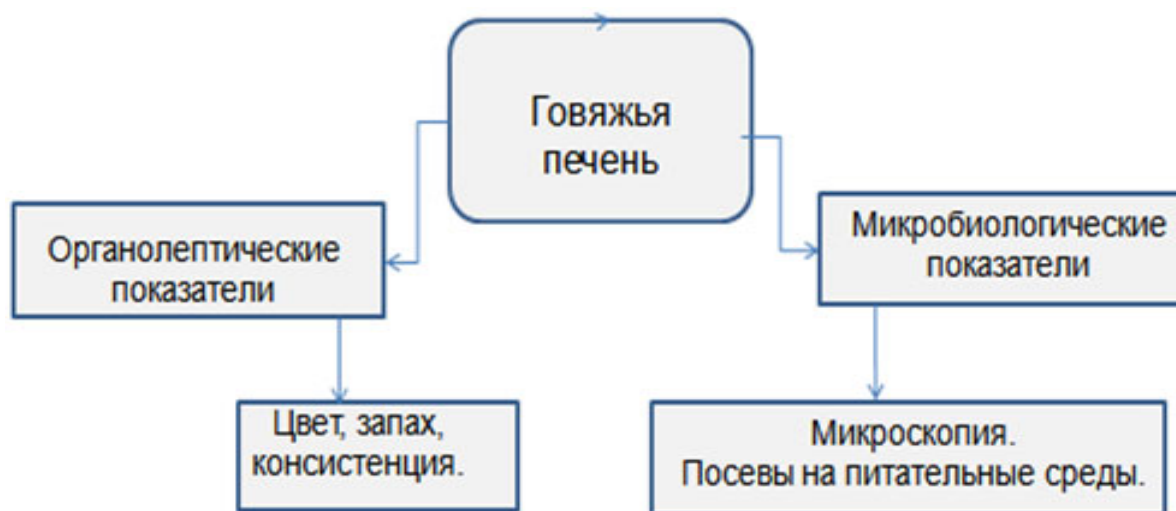 Говяжья
печень
Органолептические
показатели
Микробиологические
показатели
Цвет, запах,
консистенция.
Микроскопия.
Посевы на питательные среды.